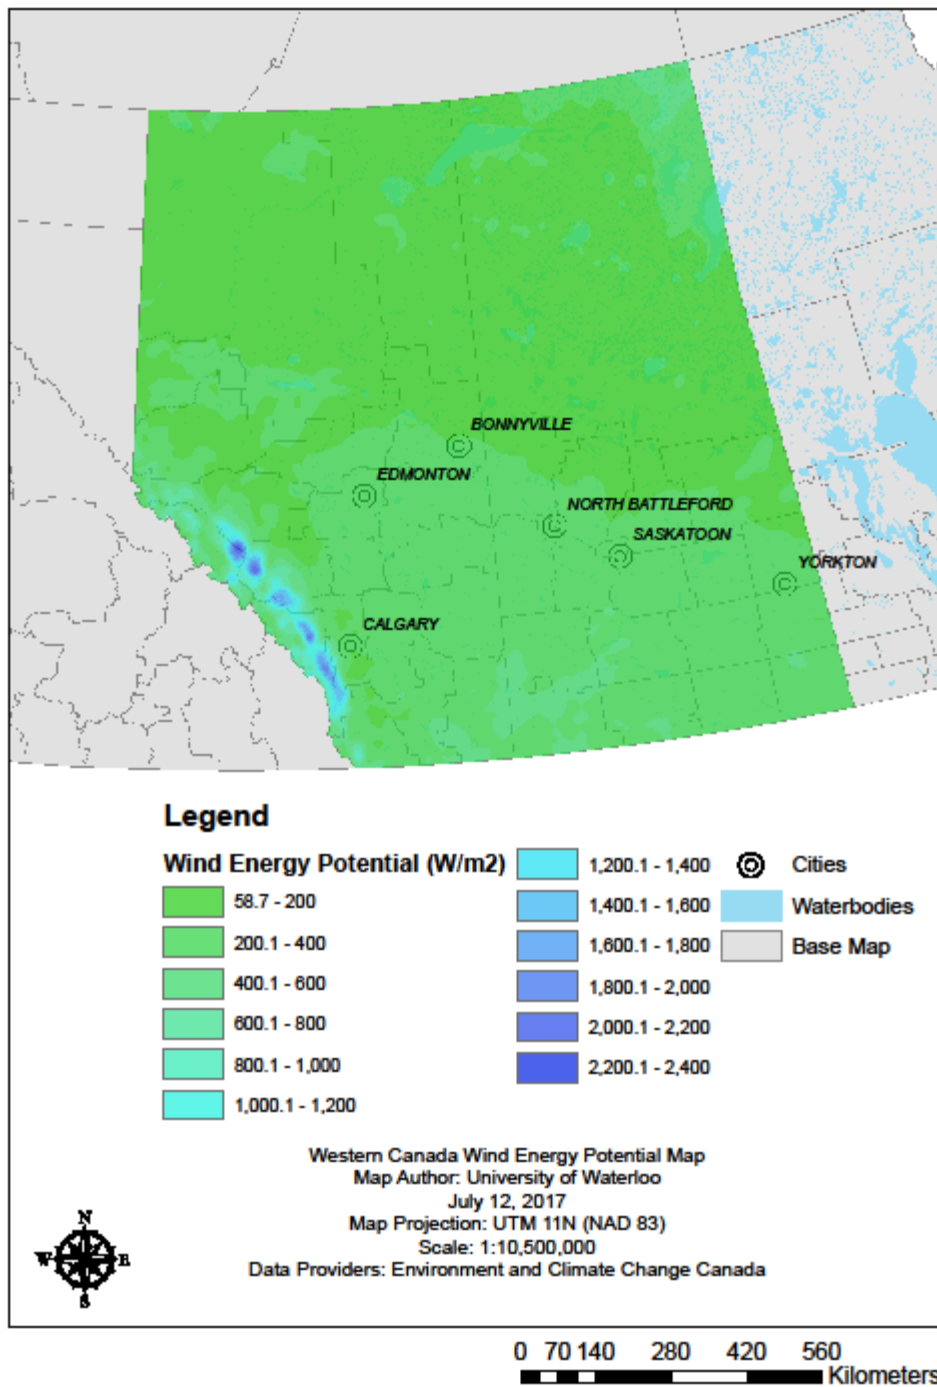 BONNYVILLE
EDMONTON
NORTH BATTLEFORD
SASKATOON
YORKTON
CALGARY
Legend
Wind Energy Potential (W/m2)
58.7 - 200
200.1 - 400
400.1 - 600
600.1 - 800
800.1 - 1,000
1,000.1 - 1,200
1,200.1 - 1,400
1,400.1 - 1,600
1,600.1 - 1,800
1,800.1 - 2,000
2,000.1 - 2,200
2,200.1 - 2,400
Cities
Waterbodies
Base Map
Western Canada Wind Energy Potential Map
Map Author: University of Waterloo
July 12, 2017
Map Projection: UTM 11N (NAD 83)
Scale: 1:10,500,000
Data Providers: Environment and Climate Change Canada
N
W E
S
0 70 140 280 420 560
Kilometers